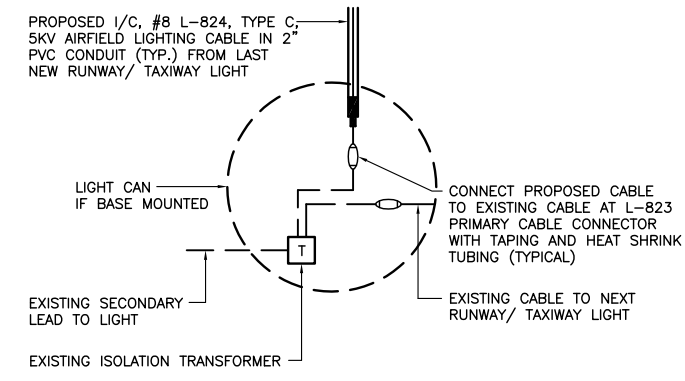 PROPOSED 1/C, #8 L-824, TYPE C,
5KV AIRFIELD LIGHTING CABLE IN 2"
PVC CONDUIT (TYP.) FROM LAST
NEW RUNWAY/ TAXIWAY LIGHT
LIGHT CAN
IF BASE MOUNTED
CONNECT PROPOSED CABLE
TO EXISTING CABLE AT L-823
PRIMARY CABLE CONNECTOR
WITH TAPING AND HEAT SHRINK
TUBING (TYPICAL)
T
EXISTING SECONDARY
LEAD TO LIGHT
EXISTING CABLE TO NEXT
RUNWAY/ TAXIWAY LIGHT
EXISTING ISOLATION TRANSFORMER